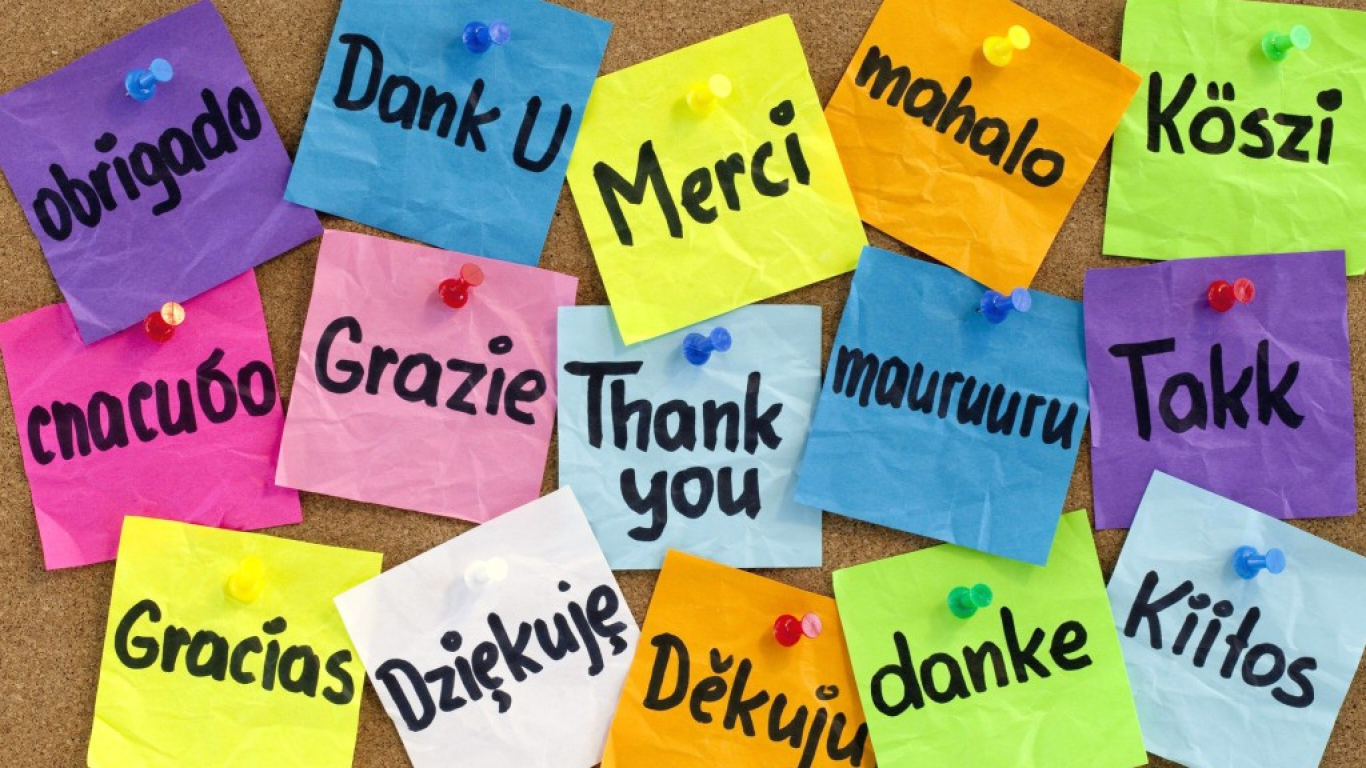 obrigado
Dank U
Merci
mahalo
Köszi
спасибо
Grazie
Thank
you
mauruuru
Takk
Gracias
Dziękuję
Děkuju
danke
Kiitos